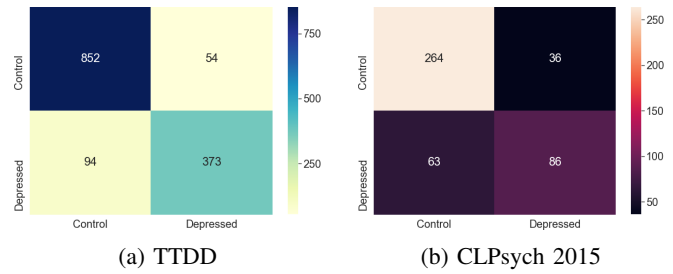 Control
852
54
Depressed
94
373
Control
Depressed
750
500
250
(a) TTDD
Control
264
36
Depressed
63
86
Control
Depressed
250
200
150
100
50
(b) CLPsych 2015